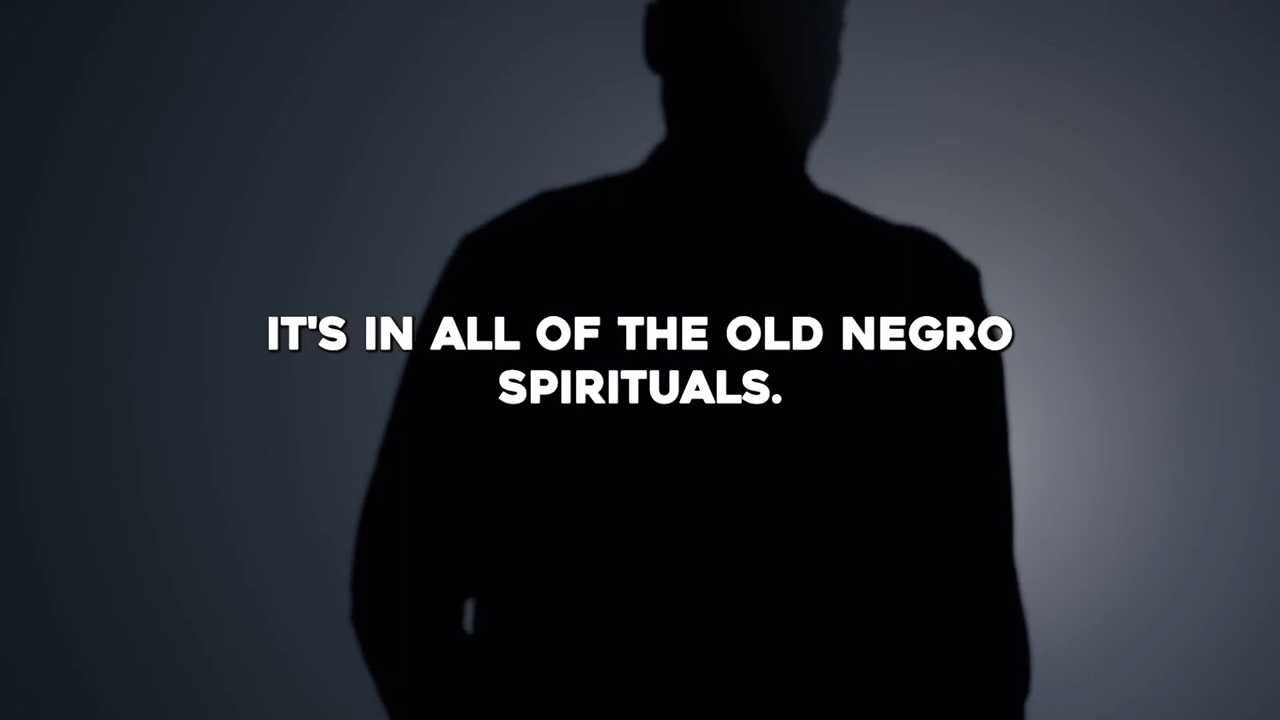 IT'S IN ALL OF THE OLD NEGRO
SPIRITUALS.